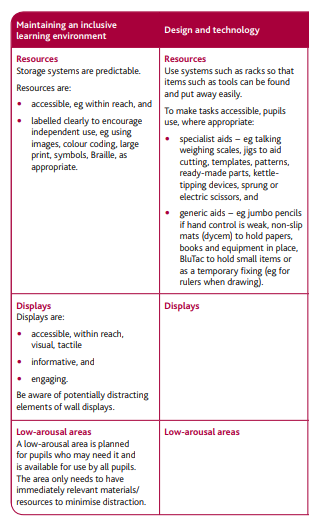 Maintaining an inclusive
learning environment
Design and technology
Resources
Storage systems are predictable.
Resources are:
• accessible, eg within reach, and
• labelled clearly to encourage
independent use, eg using
images, colour coding, large
print, symbols, Braille, as
appropriate.
Resources
Use systems such as racks so that
items such as tools can be found
and put away easily.
To make tasks accessible, pupils
use, where appropriate:
• specialist aids – eg talking
weighing scales, jigs to aid
cutting, templates, patterns,
ready-made parts, kettle-
tipping devices, sprung or
electric scissors, and
• generic aids – eg jumbo pencils
if hand control is weak, non-slip
mats (dycem) to hold papers,
books and equipment in place,
BluTac to hold small items or
as a temporary fixing (eg for
rulers when drawing).
Displays
Displays are:
• accessible, within reach,
visual, tactile
• informative, and
• engaging.
Be aware of potentially distracting
elements of wall displays.
Displays
Low-arousal areas
A low-arousal area is planned
for pupils who may need it and
is available for use by all pupils.
The area only needs to have
immediately relevant materials/
resources to minimise distraction.
Low-arousal areas